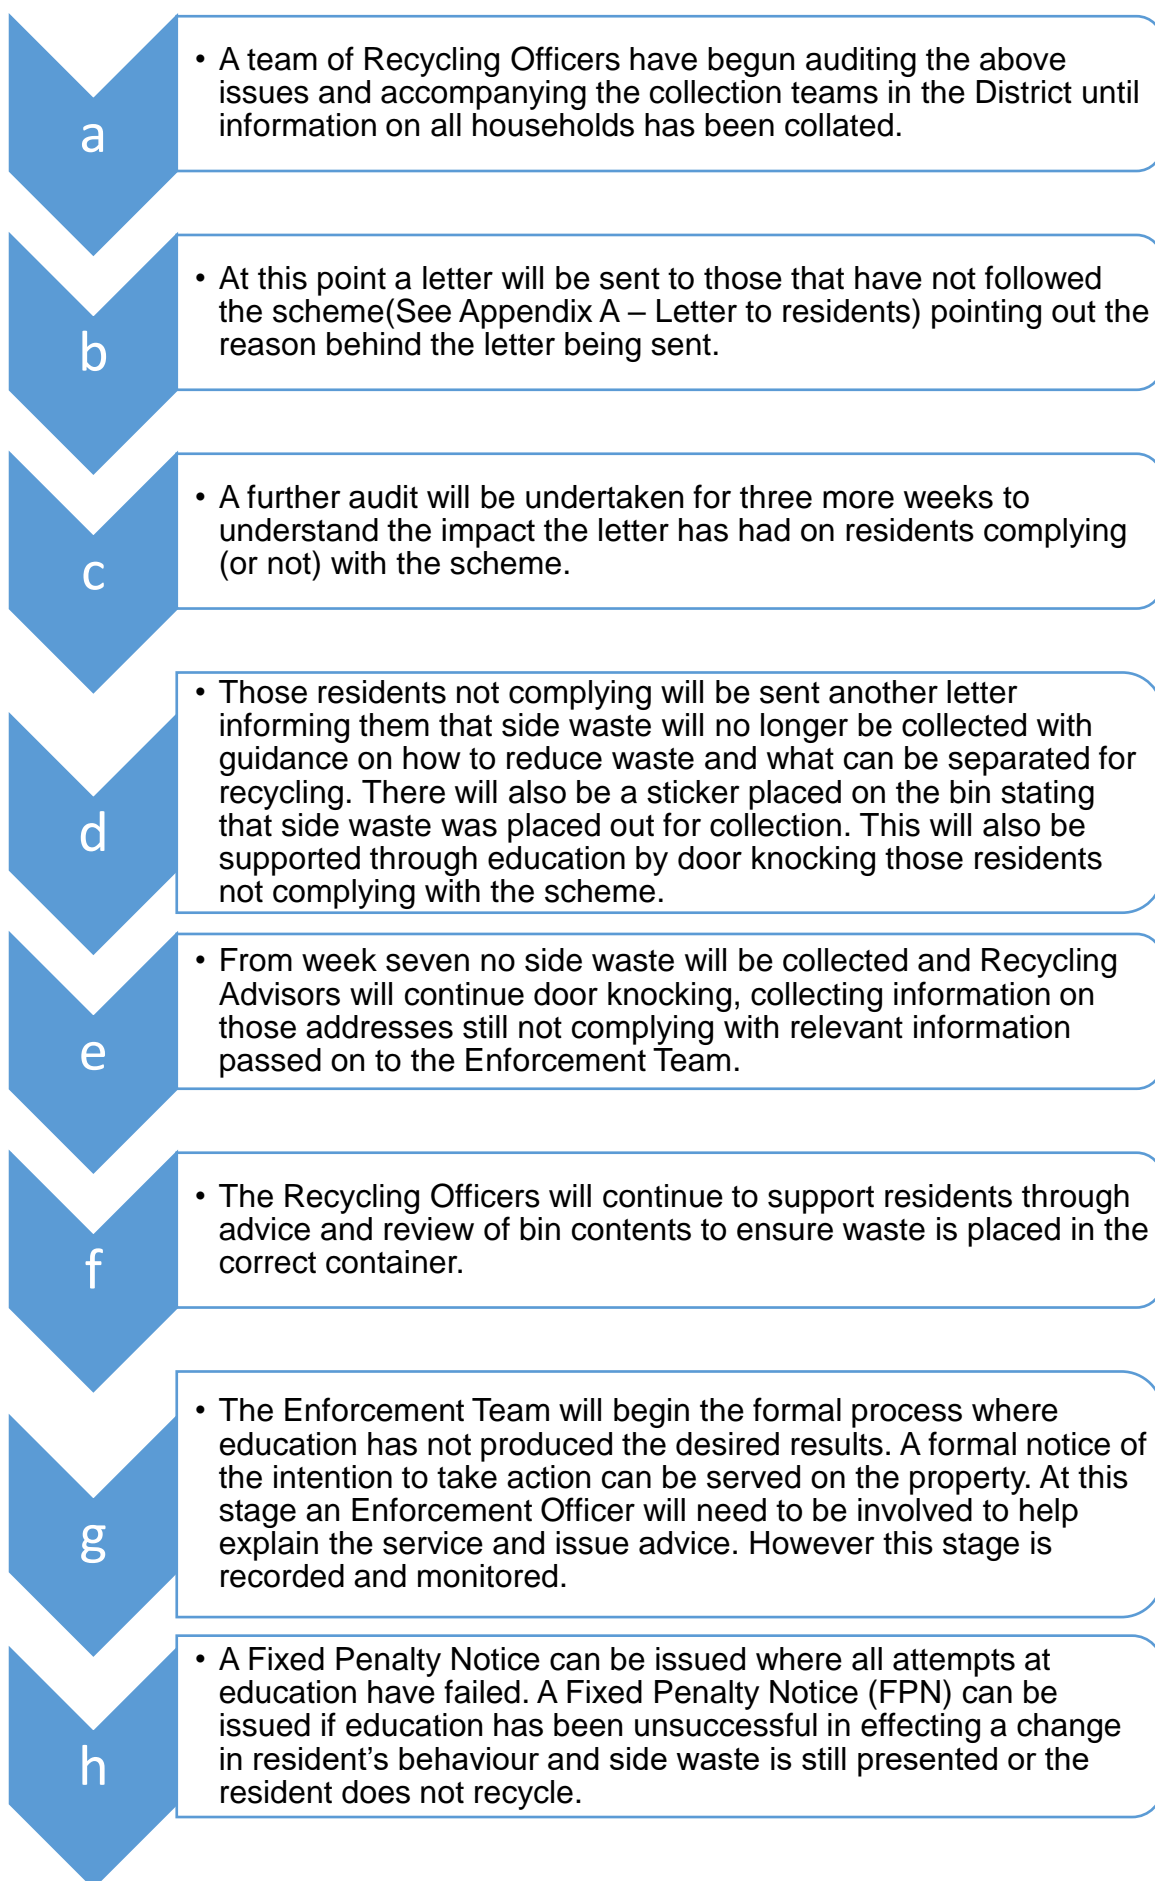 a
• A team of Recycling Officers have begun auditing the above
issues and accompanying the collection teams in the District until
information on all households has been collated.
b
• At this point a letter will be sent to those that have not followed
the scheme(See Appendix A – Letter to residents) pointing out the
reason behind the letter being sent.
c
• A further audit will be undertaken for three more weeks to
understand the impact the letter has had on residents complying
(or not) with the scheme.
d
• Those residents not complying will be sent another letter
informing them that side waste will no longer be collected with
guidance on how to reduce waste and what can be separated for
recycling. There will also be a sticker placed on the bin stating
that side waste was placed out for collection. This will also be
supported through education by door knocking those residents
not complying with the scheme.
e
• From week seven no side waste will be collected and Recycling
Advisors will continue door knocking, collecting information on
those addresses still not complying with relevant information
passed on to the Enforcement Team.
f
• The Recycling Officers will continue to support residents through
advice and review of bin contents to ensure waste is placed in the
correct container.
g
• The Enforcement Team will begin the formal process where
education has not produced the desired results. A formal notice of
the intention to take action can be served on the property. At this
stage an Enforcement Officer will need to be involved to help
explain the service and issue advice. However this stage is
recorded and monitored.
h
• A Fixed Penalty Notice can be issued where all attempts at
education have failed. A Fixed Penalty Notice (FPN) can be
issued if education has been unsuccessful in effecting a change
in resident’s behaviour and side waste is still presented or the
resident does not recycle.